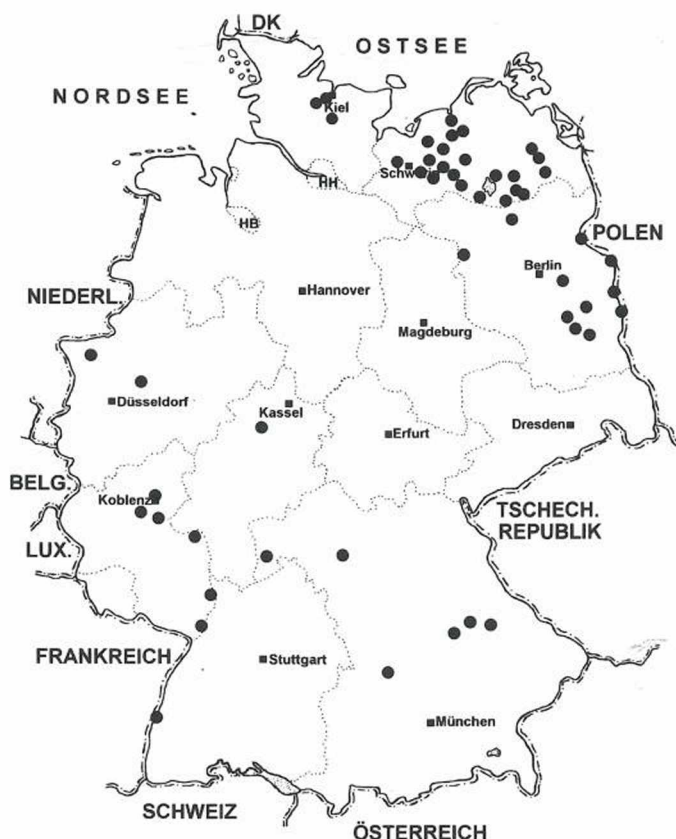 DK
OSTSEE
NORDSEE
Kiel
Schw
HH
HB
POLEN
Berlin
NIEDERL.
Hannover
Magdeburg
Düsseldorf
Kassel
Erfurt
Dresden
BELG.
Koblenz
TSCHECH.
REPUBLIK
LUX.
FRANKREICH
Stuttgart
München
SCHWEIZ
ÖSTERREICH